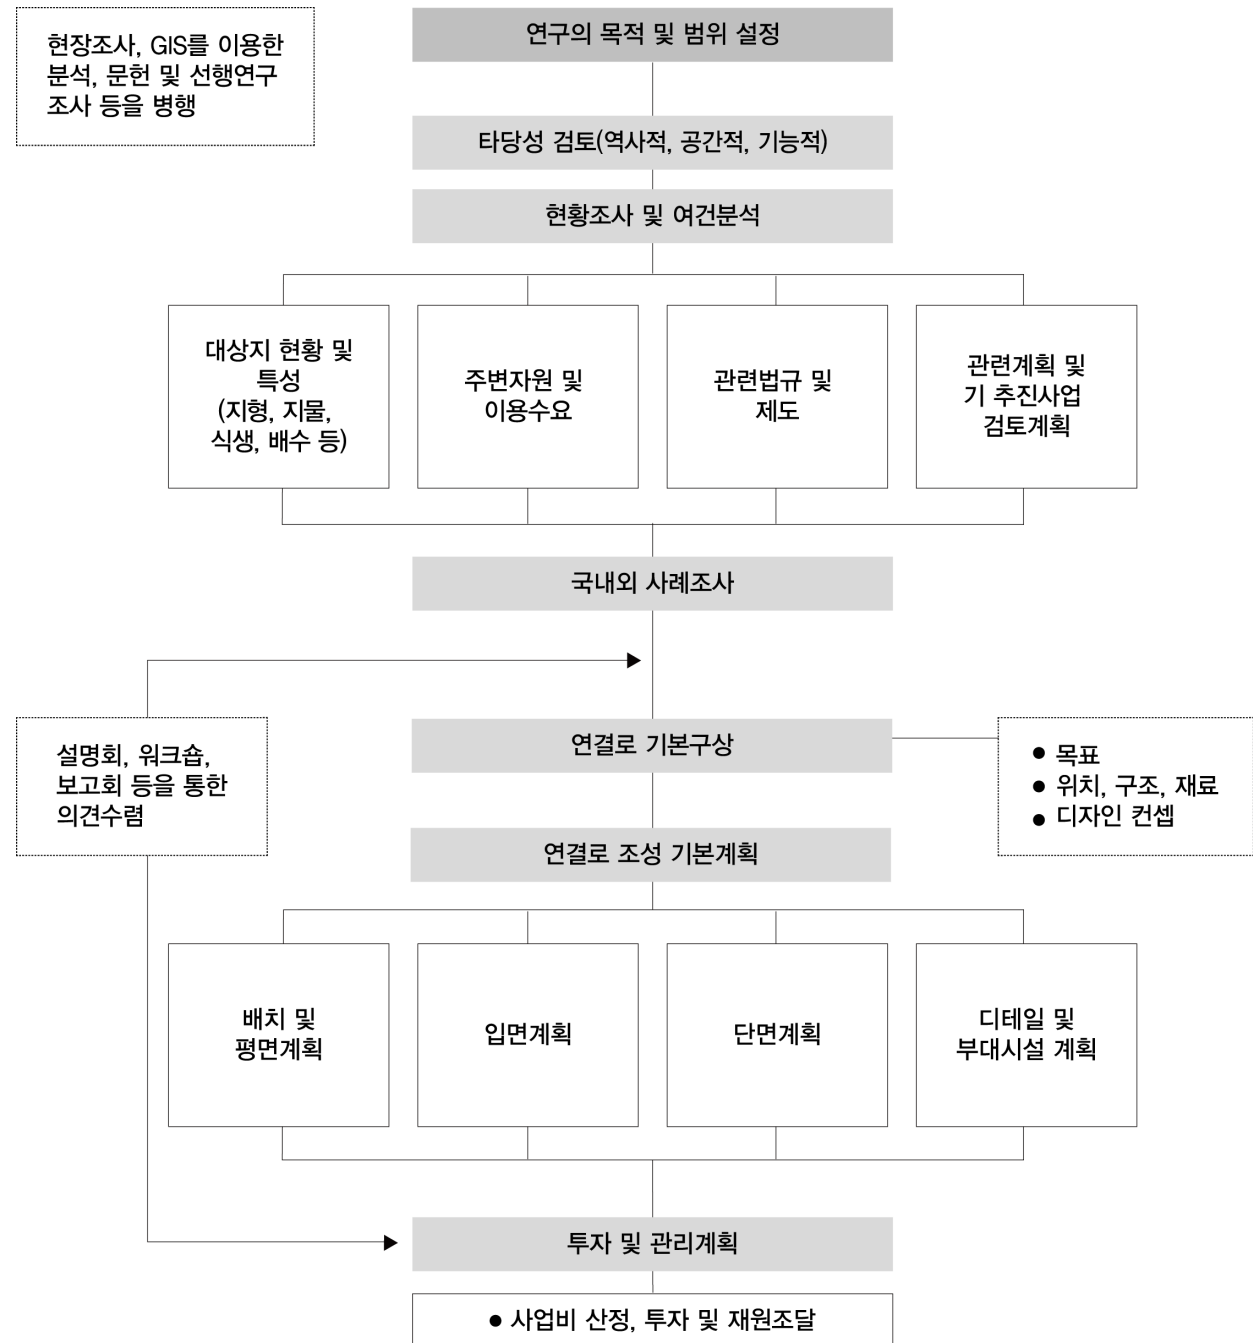 현장조사, GIS를 이용한
분석, 문헌 및 선행연구
조사 등을 병행
연구의 목적 및 범위 설정
타당성 검토(역사적, 공간적, 기능적)
현황조사 및 여건분석
대상지 현황 및
특성
(지형, 지물,
식생, 배수 등)
주변자원 및
이용수요
관련법규 및
제도
관련계획 및
기 추진사업
검토계획
국내외 사례조사
설명회, 워크숍,
보고회 등을 통한
의견수렴
연결로 기본구상
● 목표
● 위치, 구조, 재료
● 디자인 컨셉
연결로 조성 기본계획
배치 및
평면계획
입면계획
단면계획
디테일 및
부대시설 계획
투자 및 관리계획
● 사업비 산정, 투자 및 재원조달